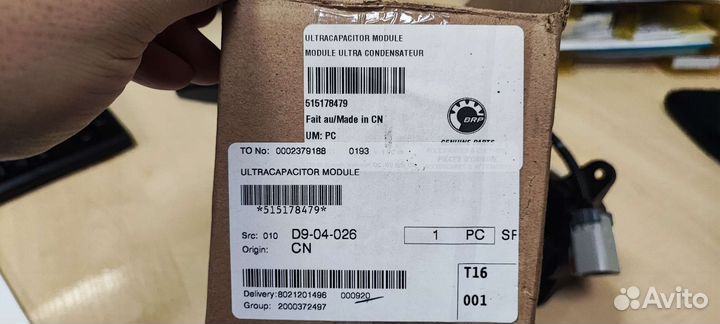 ULTRACAPACITOR MODULE
MODULE ULTRA CONDENSATEUR
515178479
Fait au/Made in CN
UM: PC
BRP
GENUINE PARTS
TO No: 0002379188 0193
ULTRACAPACITOR MODULE
*515178479*
Src: 010 D9-04-026 1 PC SF
Origin: CN
T16
001
Delivery: 8021201496 000920
Group: 2000372497
Avito